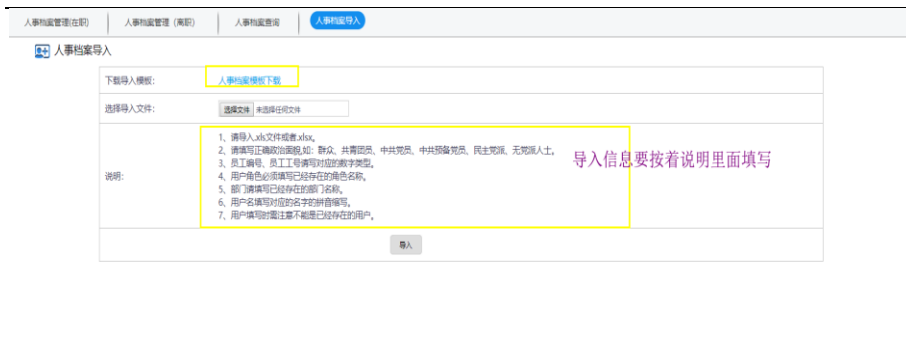 人事档案管理(在职) 人事档案管理（离职） 人事档案查询 人事档案导入
人事档案导入
下载导入模板: 人事档案模板下载
选择导入文件: 选择文件 未选择任何文件
说明:
1、请导入.xls文件或者.xlsx。
2、请填写正确政治面貌,如：群众、共青团员、中共党员、中共预备党员、民主党派、无党派人士。
3、员工编号、员工工号请写对应的数字类型。
4、用户角色必须填写已经存在的角色名称。
5、部门请填写已经存在的部门名称。
6、用户名填写对应的名字的拼音缩写。
7、用户填写时需注意不能是已经存在的用户。
导入信息要按着说明里面填写
导入